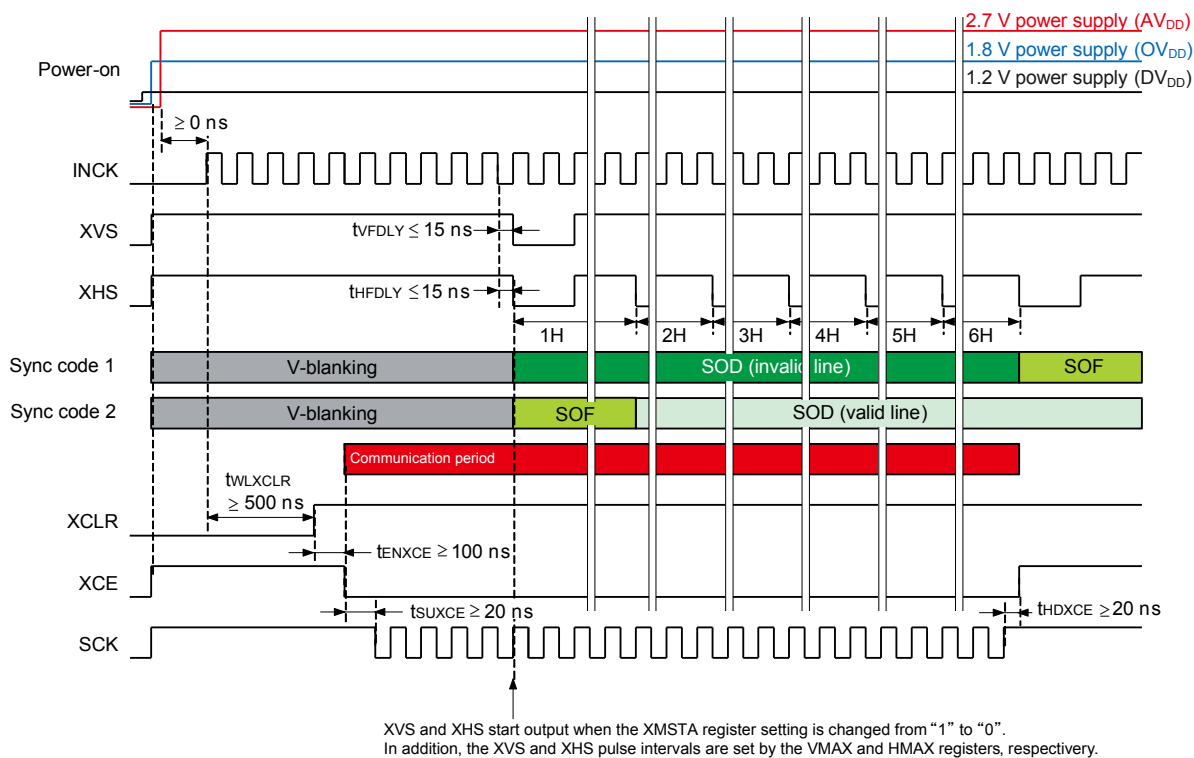 2.7 V power supply (AVDD)
1.8 V power supply (OVDD)
Power-on
1.2 V power supply (DVDD)
≥ 0 ns
INCK
XVS
tVFDLY ≤ 15 ns
XHS
tHFDLY ≤ 15 ns
1H 2H 3H 4H 5H 6H
Sync code 1 V-blanking SOD (invalid line) SOF
Sync code 2 V-blanking SOF SOD (valid line)
Communication period
tWLXCLR
≥ 500 ns
XCLR
tENXCE ≥ 100 ns
XCE
tSUXCE ≥ 20 ns tHDXCE ≥ 20 ns
SCK
XVS and XHS start output when the XMSTA register setting is changed from “1” to “0”.
In addition, the XVS and XHS pulse intervals are set by the VMAX and HMAX registers, respectivery.